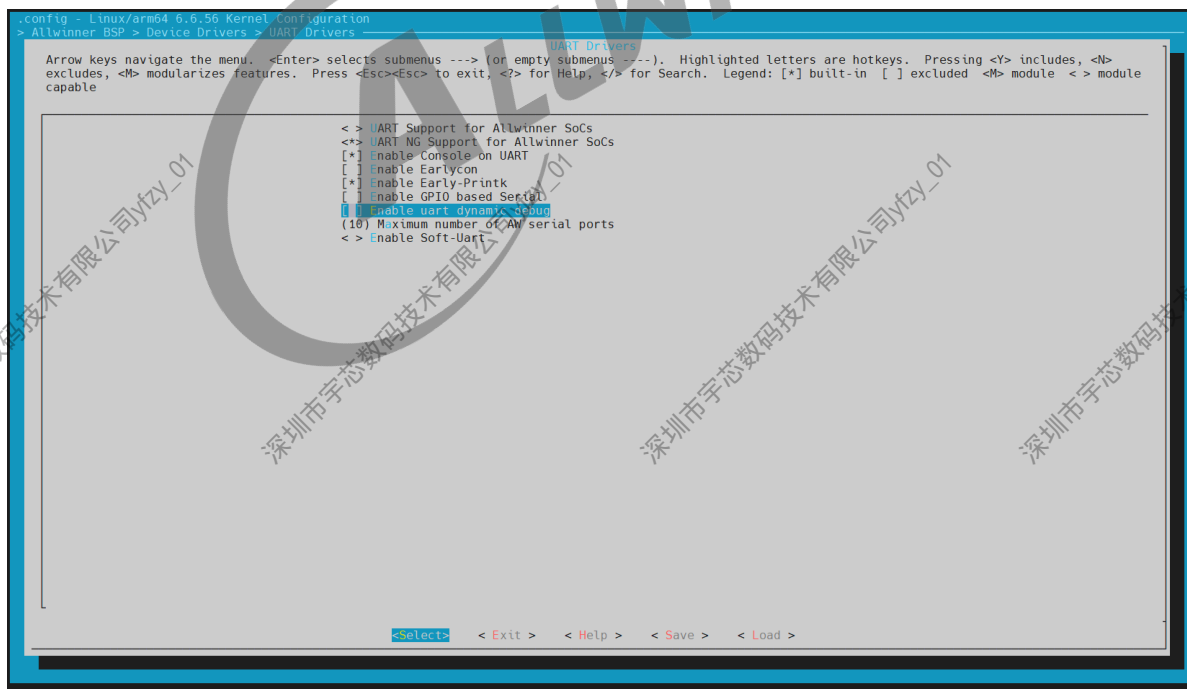 .config - Linux/arm64 6.6.56 Kernel Configuration
> Allwinner BSP > Device Drivers > UART Drivers
UART Drivers
Arrow keys navigate the menu. <Enter> selects submenus ---> (or empty submenus ----). Highlighted letters are hotkeys. Pressing <Y> includes, <N>
excludes, <M> modularizes features. Press <Esc><Esc> to exit, <?> for Help, </> for Search. Legend: [*] built-in [ ] excluded <M> module < > module
capable
< > UART Support for Allwinner SoCs
<*> UART NG Support for Allwinner SoCs
[*] Enable Console on UART
[ ] Enable Earlycon
[*] Enable Early-Printk
[ ] Enable GPIO based Serial
[ ] Enable uart dynamic debug
(10) Maximum number of AW serial ports
< > Enable Soft-Uart
<Select> < Exit > < Help > < Save > < Load >
ALLW
深圳市宇芯数码技术有限公司yfzy_01
深圳市宇芯数码技术有限公司yfzy_01
深圳市宇芯数码技术有限公司yfzy_01